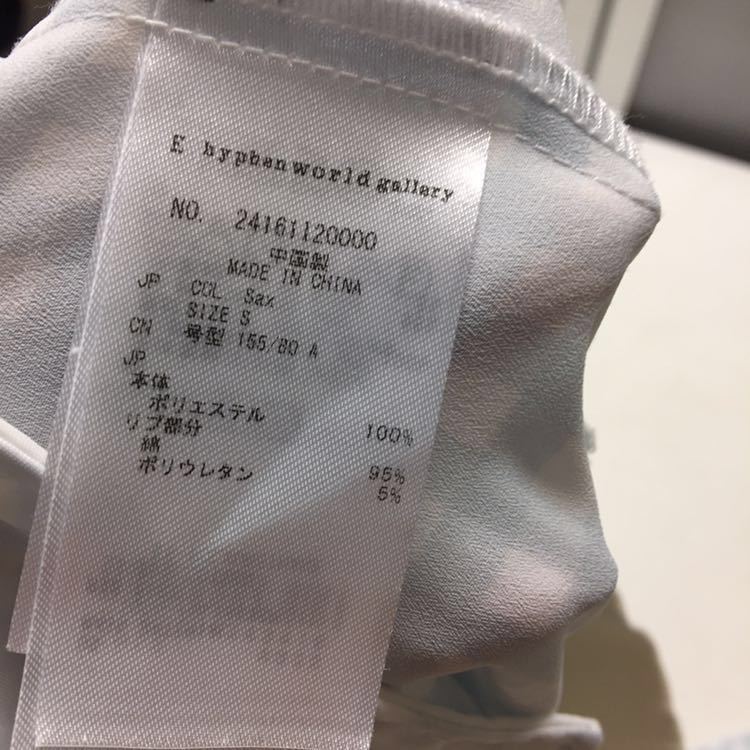 E hyphen world gallery
NO. 24161120000
中国製
MADE IN CHINA
JP COL Sax
SIZE S
CN 号型 155/80 A
JP
本体
ポリエステル 100%
リブ部分
綿 95%
ポリウレタン 5%